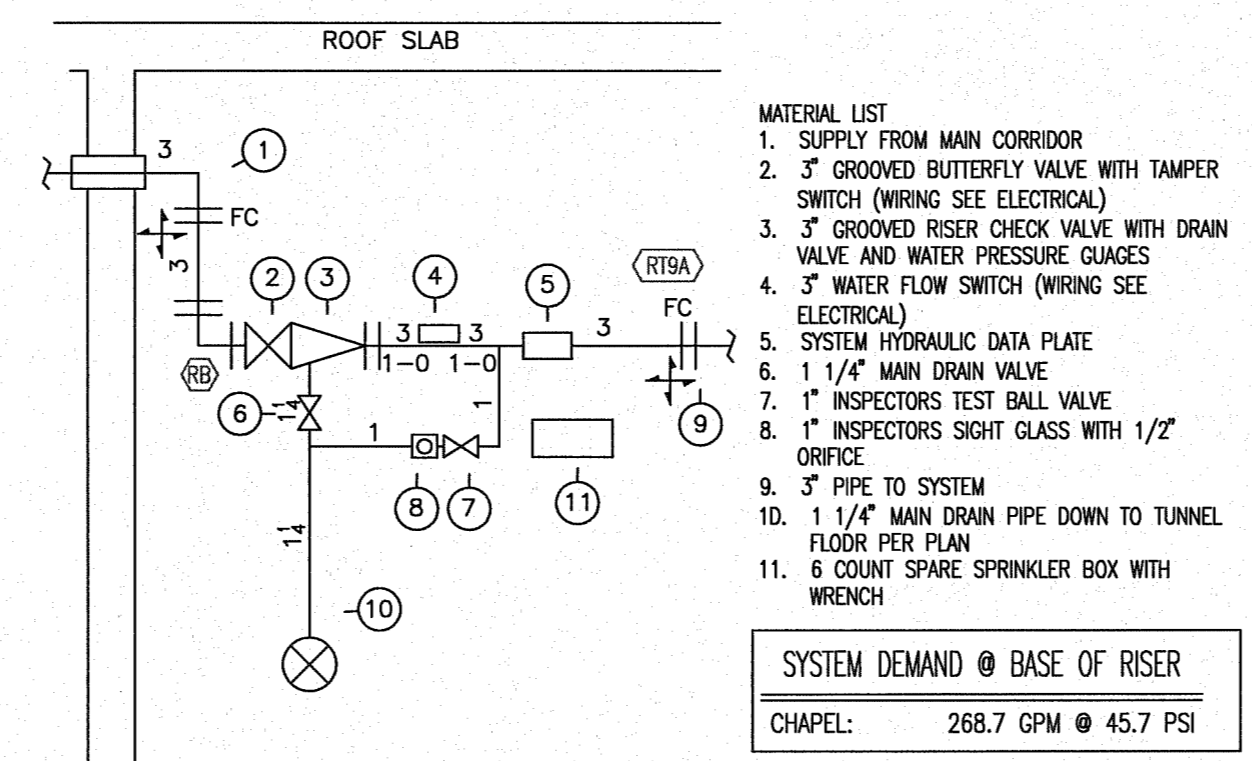 ROOF SLAB
3
1
FC
3
2
3
4
5
RT9A
FC
3
3
3
1-0
1-0
RB
6
1 1/4
1
1
9
8
7
11
1 1/4
10
MATERIAL LIST
1. SUPPLY FROM MAIN CORRIDOR
2. 3" GROOVED BUTTERFLY VALVE WITH TAMPER
SWITCH (WIRING SEE ELECTRICAL)
3. 3" GROOVED RISER CHECK VALVE WITH DRAIN
VALVE AND WATER PRESSURE GUAGES
4. 3" WATER FLOW SWITCH (WIRING SEE
ELECTRICAL)
5. SYSTEM HYDRAULIC DATA PLATE
6. 1 1/4" MAIN DRAIN VALVE
7. 1" INSPECTORS TEST BALL VALVE
8. 1" INSPECTORS SIGHT GLASS WITH 1/2"
ORIFICE
9. 3" PIPE TO SYSTEM
10. 1 1/4" MAIN DRAIN PIPE DOWN TO TUNNEL
FLOOR PER PLAN
11. 6 COUNT SPARE SPRINKLER BOX WITH
WRENCH
SYSTEM DEMAND @ BASE OF RISER
CHAPEL: 268.7 GPM @ 45.7 PSI